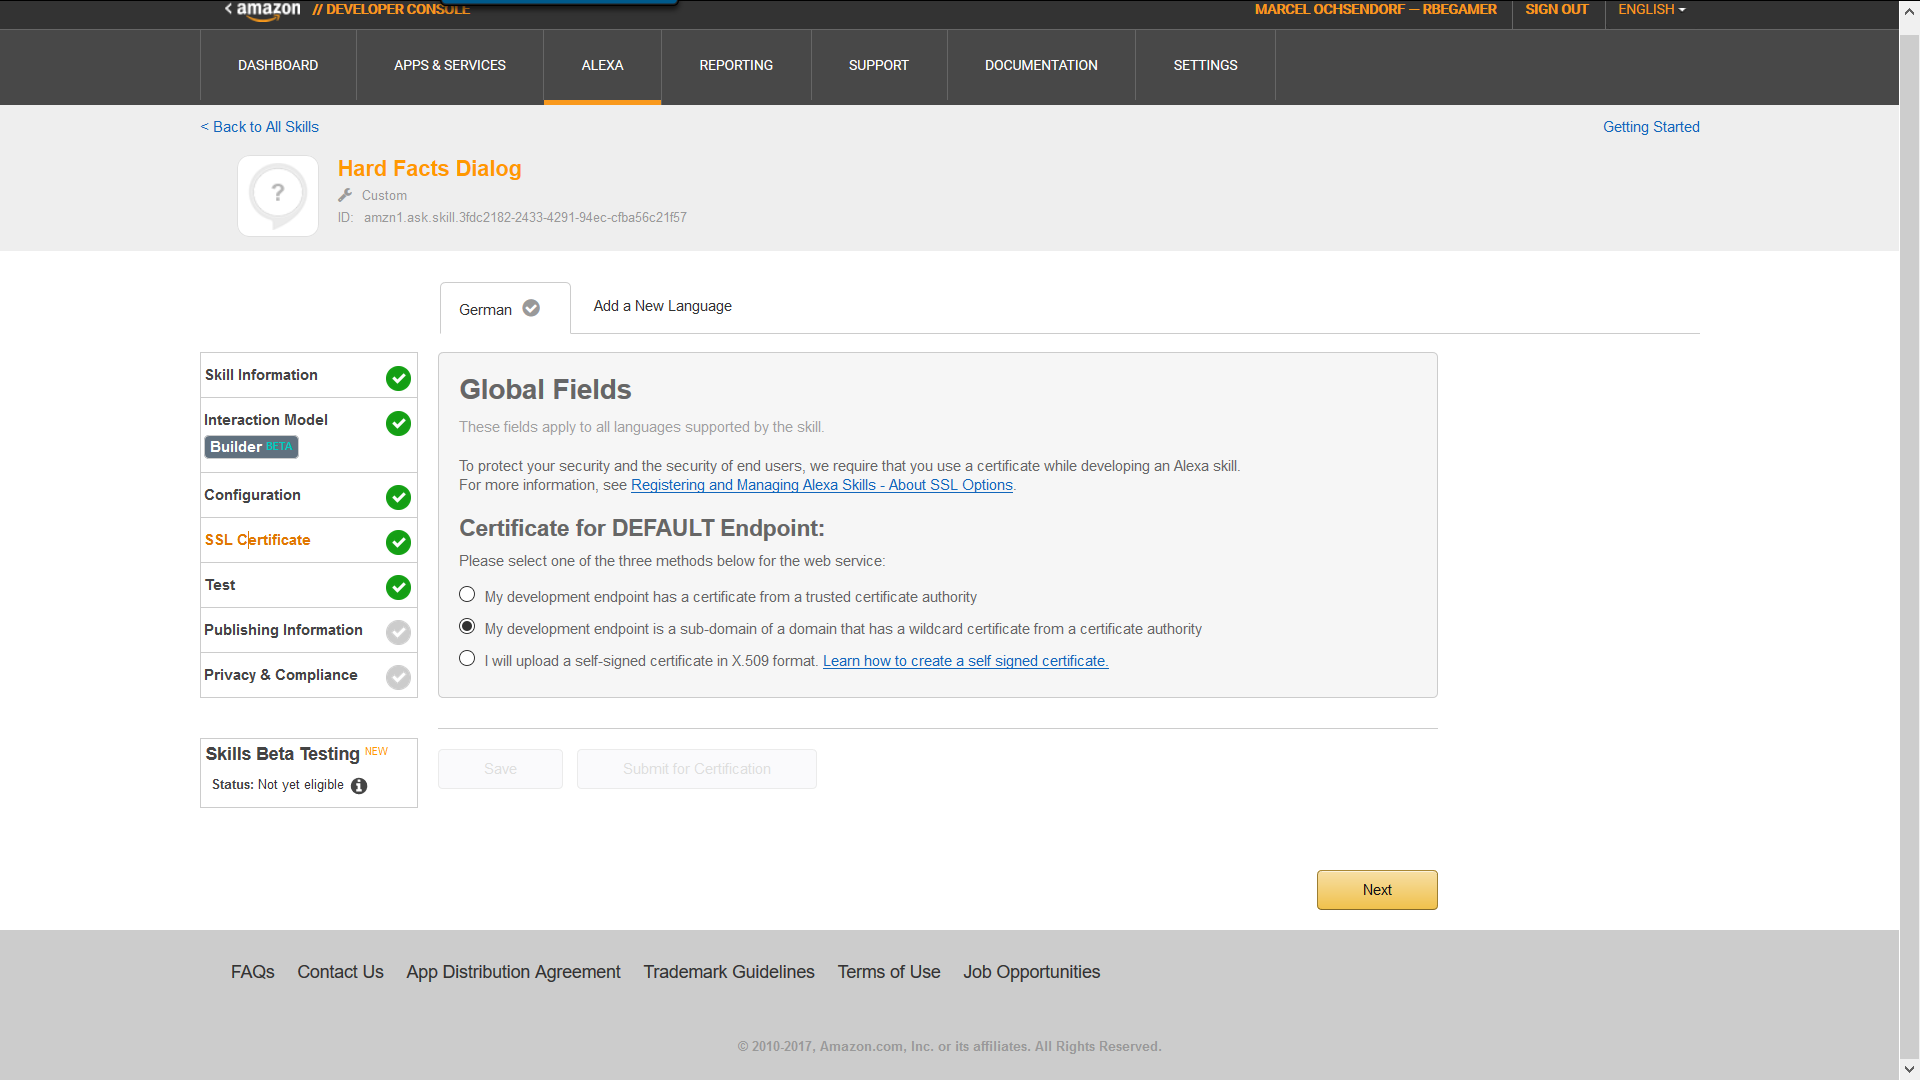 < amazon // DEVELOPER CONSOLE
MARCEL OCHSENDORF — RBEGAMER SIGN OUT ENGLISH
DASHBOARD APPS & SERVICES ALEXA REPORTING SUPPORT DOCUMENTATION SETTINGS
< Back to All Skills Getting Started
?
Hard Facts Dialog
Custom
ID: amzn1.ask.skill.3fdc2182-2433-4291-94ec-cfba56c21f57
German Add a New Language
Skill Information
Interaction Model
Builder BETA
Configuration
SSL Certificate
Test
Publishing Information
Privacy & Compliance
Skills Beta Testing NEW
Status: Not yet eligible
Global Fields
These fields apply to all languages supported by the skill.
To protect your security and the security of end users, we require that you use a certificate while developing an Alexa skill.
For more information, see Registering and Managing Alexa Skills - About SSL Options.
Certificate for DEFAULT Endpoint:
Please select one of the three methods below for the web service:
My development endpoint has a certificate from a trusted certificate authority
My development endpoint is a sub-domain of a domain that has a wildcard certificate from a certificate authority
I will upload a self-signed certificate in X.509 format. Learn how to create a self signed certificate.
Save Submit for Certification
Next
FAQs Contact Us App Distribution Agreement Trademark Guidelines Terms of Use Job Opportunities
© 2010-2017, Amazon.com, Inc. or its affiliates. All Rights Reserved.